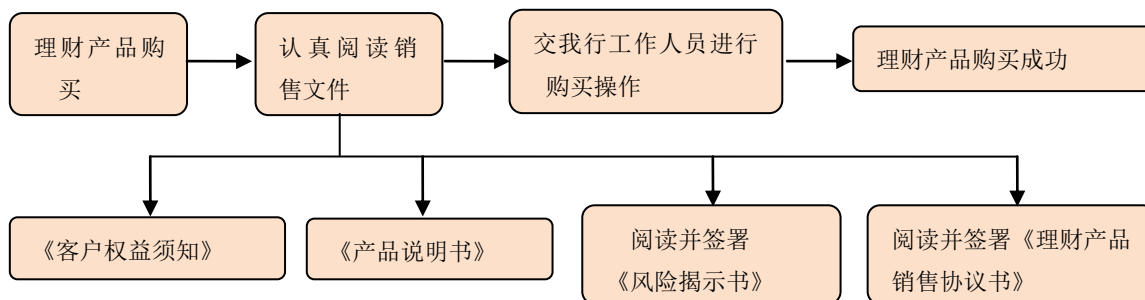 理财产品购
买
认真阅读销
售文件
交我行工作人员进行
购买操作
理财产品购买成功
《客户权益须知》
《产品说明书》
阅读并签署
《风险揭示书》
阅读并签署《理财产品
销售协议书》